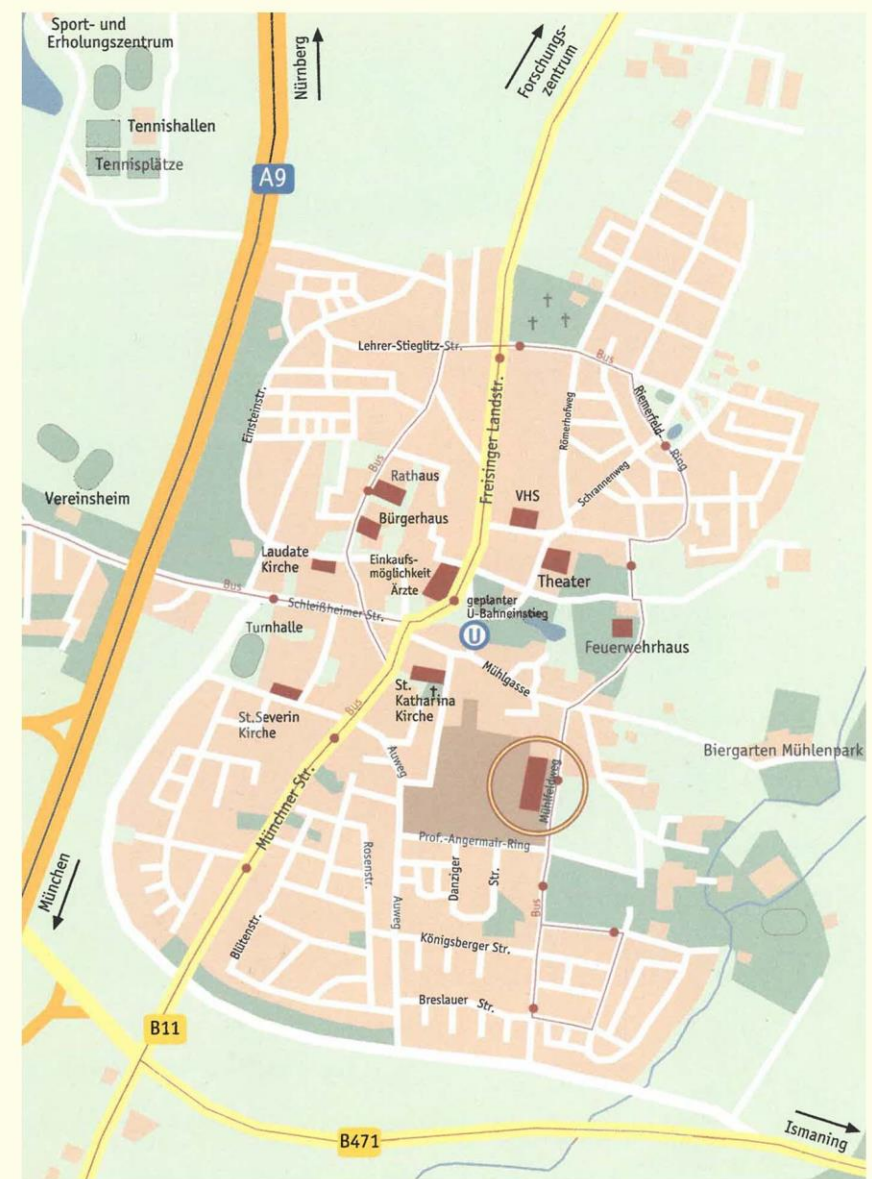 Sport- und
Erholungszentrum
Nürnberg
Forschungs-
zentrum
Tennishallen
Tennisplätze
A9
Lehrer-Stieglitz-Str.
Bus
Einsteinstr.
Freisinger Landstr.
Römerhofweg
Riemerfeld-
Ring
Schrannenweg
Bus
Rathaus
Vereinsheim
VHS
Bürgerhaus
Laudate
Kirche
Einkaufs-
möglichkeit
Ärzte
Theater
Bus
Schleißheimer Str.
geplanter
U-Bahneinstieg
U
Turnhalle
Feuerwehrhaus
Mühlgasse
St.
Katharina
Kirche
St.Severin
Kirche
Bus
Auweg
Biergarten Mühlenpark
Mühlfeldweg
Münchner Str.
Prof.-Angermair-Ring
Rosenstr.
Danziger
Str.
München
Auweg
Bus
Blütenstr.
Königsberger Str.
Breslauer Str.
B11
B471
Ismaning